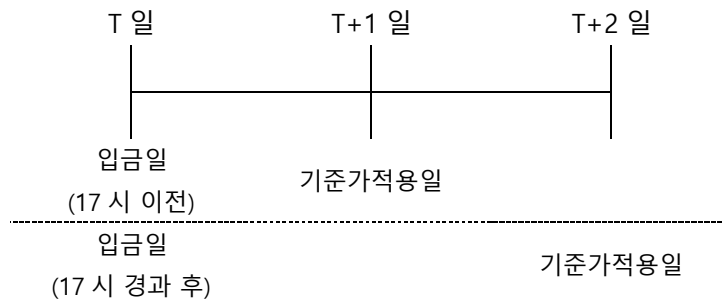 T 일 T+1 일 T+2 일
입금일
(17 시 이전)
기준가적용일
입금일
(17 시 경과 후)
기준가적용일